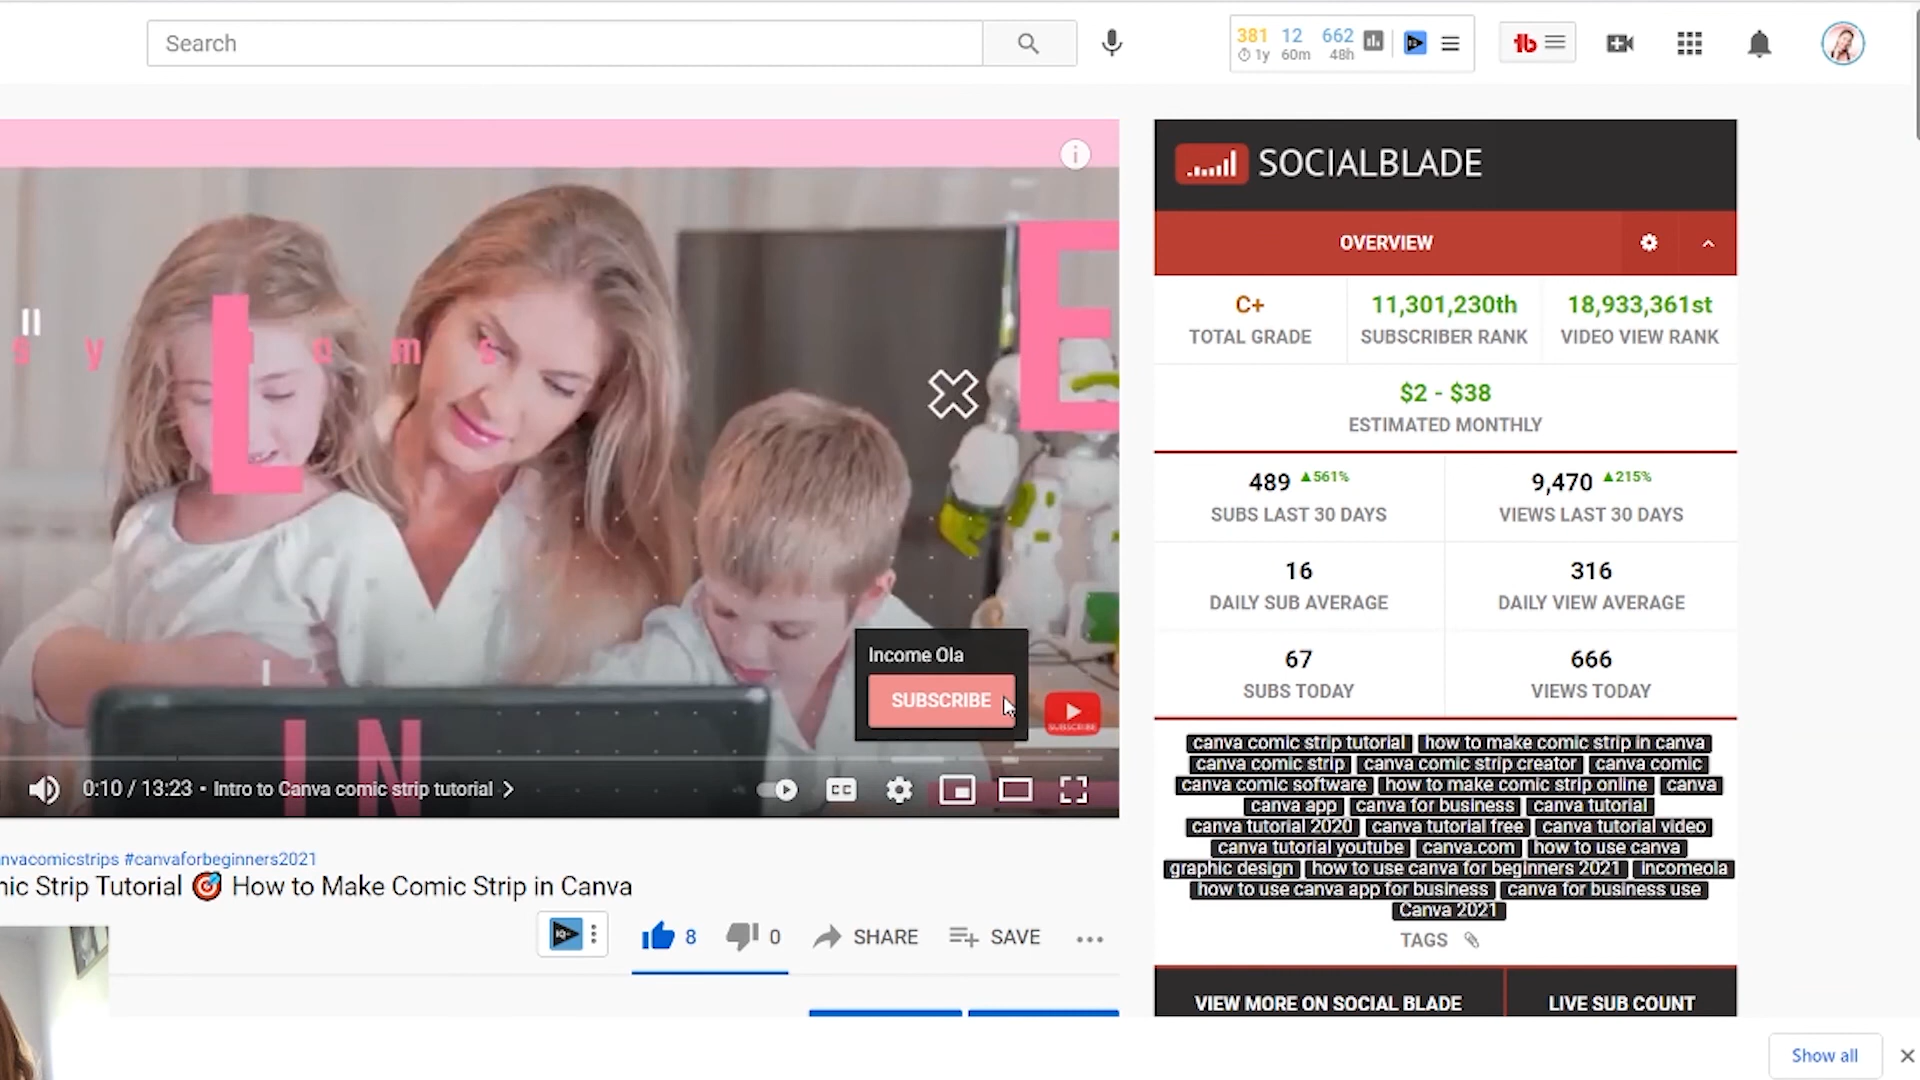 Search
381 12 662
1y 60m 48h
SOCIALBLADE
OVERVIEW
C+ 11,301,230th 18,933,361st
TOTAL GRADE SUBSCRIBER RANK VIDEO VIEW RANK
$2 - $38
ESTIMATED MONTHLY
489 ▲561% 9,470 ▲215%
SUBS LAST 30 DAYS VIEWS LAST 30 DAYS
16 316
DAILY SUB AVERAGE DAILY VIEW AVERAGE
67 666
SUBS TODAY VIEWS TODAY
canva comic strip tutorial how to make comic strip in canva
canva comic strip canva comic strip creator canva comic
canva comic software how to make comic strip online canva
canva app canva for business canva tutorial
canva tutorial 2020 canva tutorial free canva tutorial video
canva tutorial youtube canva.com how to use canva
graphic design how to use canva for beginners 2021 incomeola
how to use canva app for business canva for business use
Canva 2021
TAGS
VIEW MORE ON SOCIAL BLADE LIVE SUB COUNT
E
L
s y a m s
IN
Income Ola
SUBSCRIBE
SUBSCRIBE
0:10 / 13:23 • Intro to Canva comic strip tutorial >
CC
nvacomicstrips #canvaforbeginners2021
ic Strip Tutorial 🎯 How to Make Comic Strip in Canva
IQ
8 0 SHARE SAVE ...
Show all